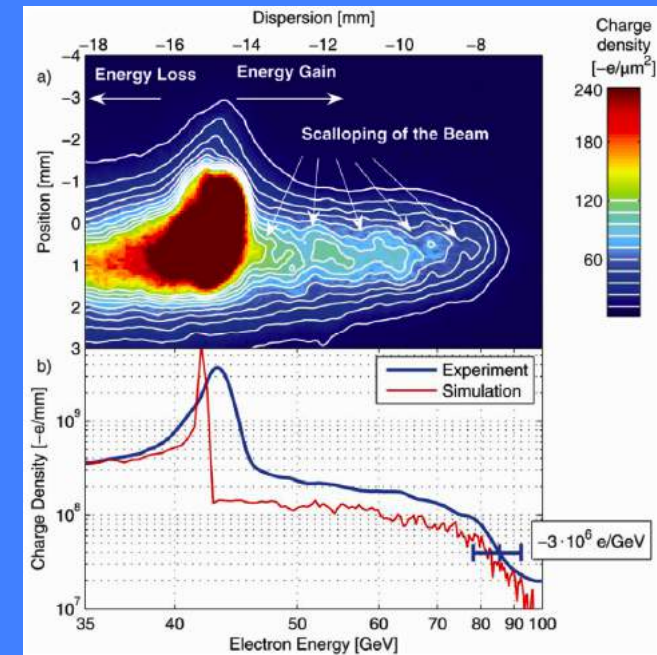 Dispersion [mm]
-18 -16 -14 -12 -10 -8
Charge
density
[-e/μm²]
240
180
120
60
a)
Energy Loss
Energy Gain
Scalloping of the Beam
Position [mm]
-4
-3
-2
-1
0
1
2
3
b)
Experiment
Simulation
Charge Density [-e/mm]
10⁹
10⁸
10⁷
-3·10⁶ e/GeV
35 40 50 60 70 80 90 100
Electron Energy [GeV]